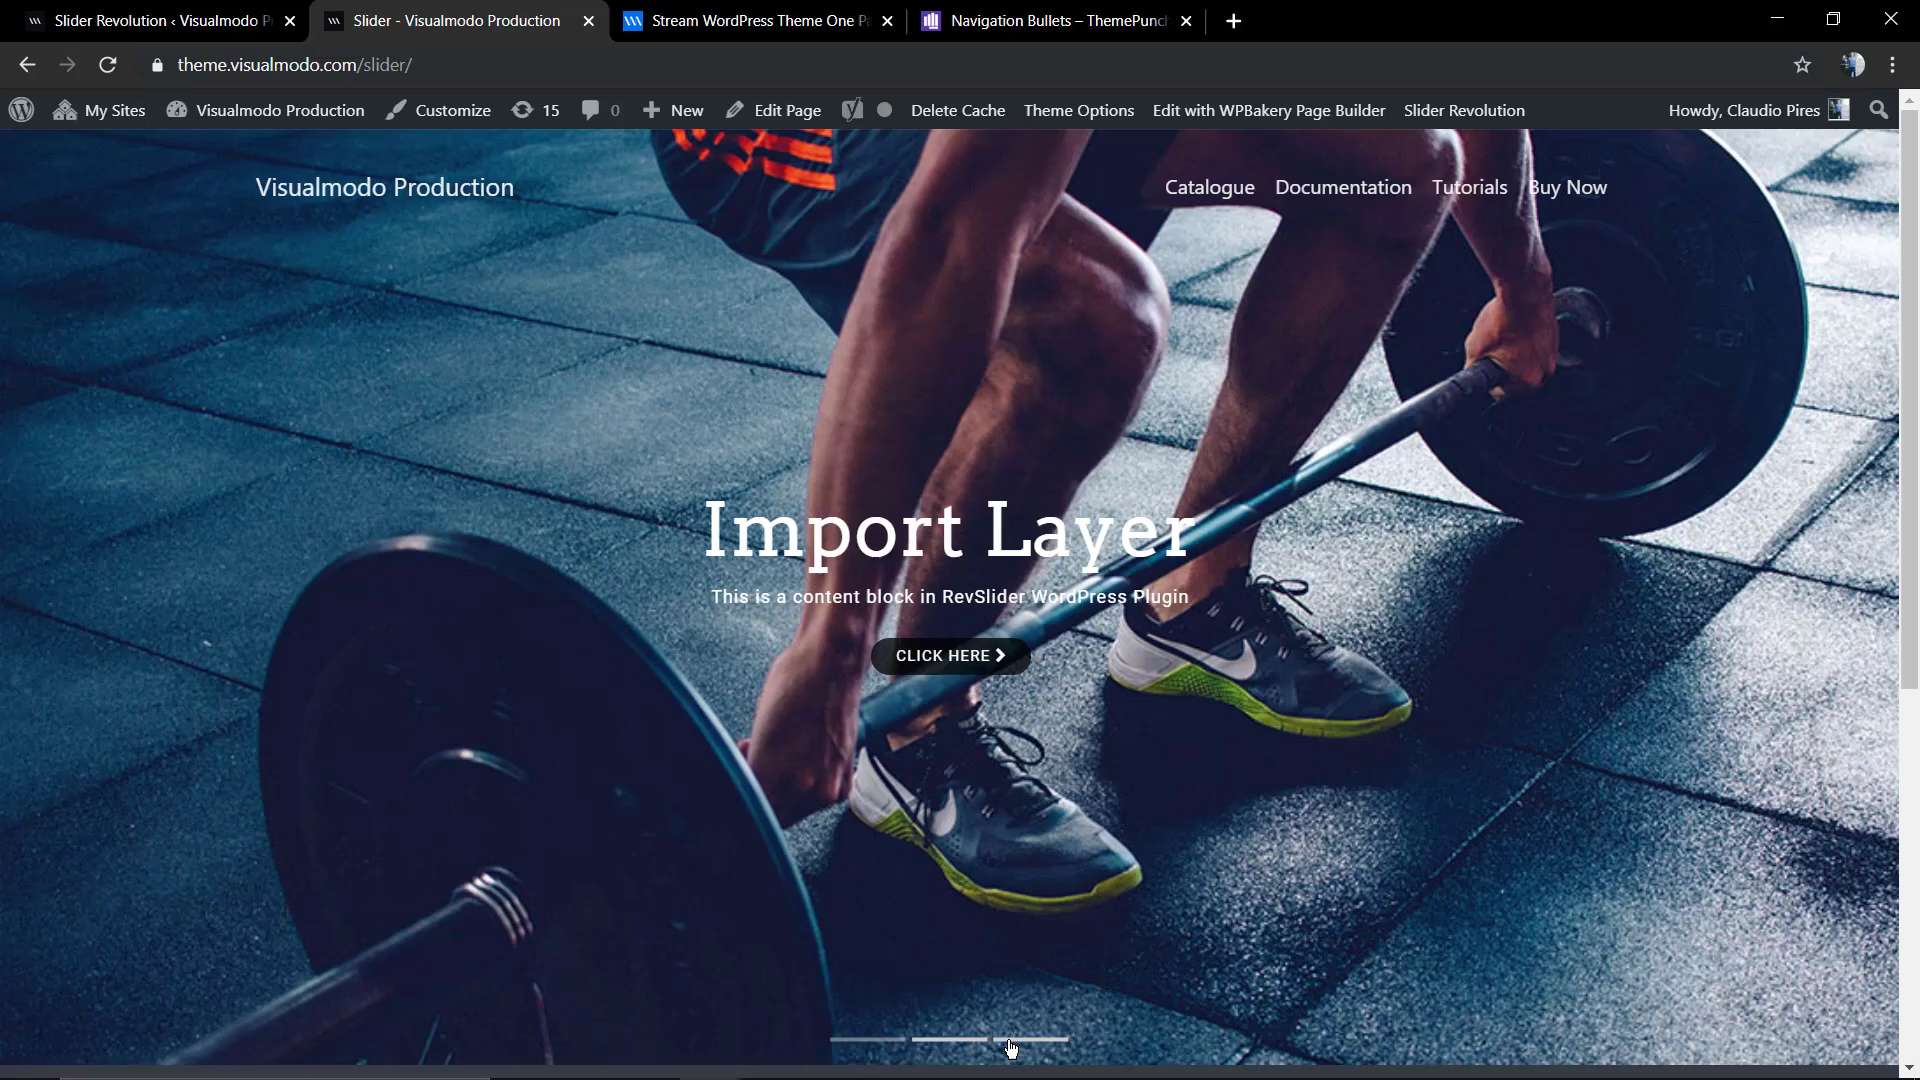 Slider Revolution ‹ Visualmodo P
Slider - Visualmodo Production
Stream WordPress Theme One Pa
Navigation Bullets – ThemePunch
theme.visualmodo.com/slider/
My Sites
Visualmodo Production
Customize
15
0
New
Edit Page
Delete Cache
Theme Options
Edit with WPBakery Page Builder
Slider Revolution
Howdy, Claudio Pires
Visualmodo Production
Catalogue
Documentation
Tutorials
Buy Now
Import Layer
This is a content block in RevSlider WordPress Plugin
CLICK HERE